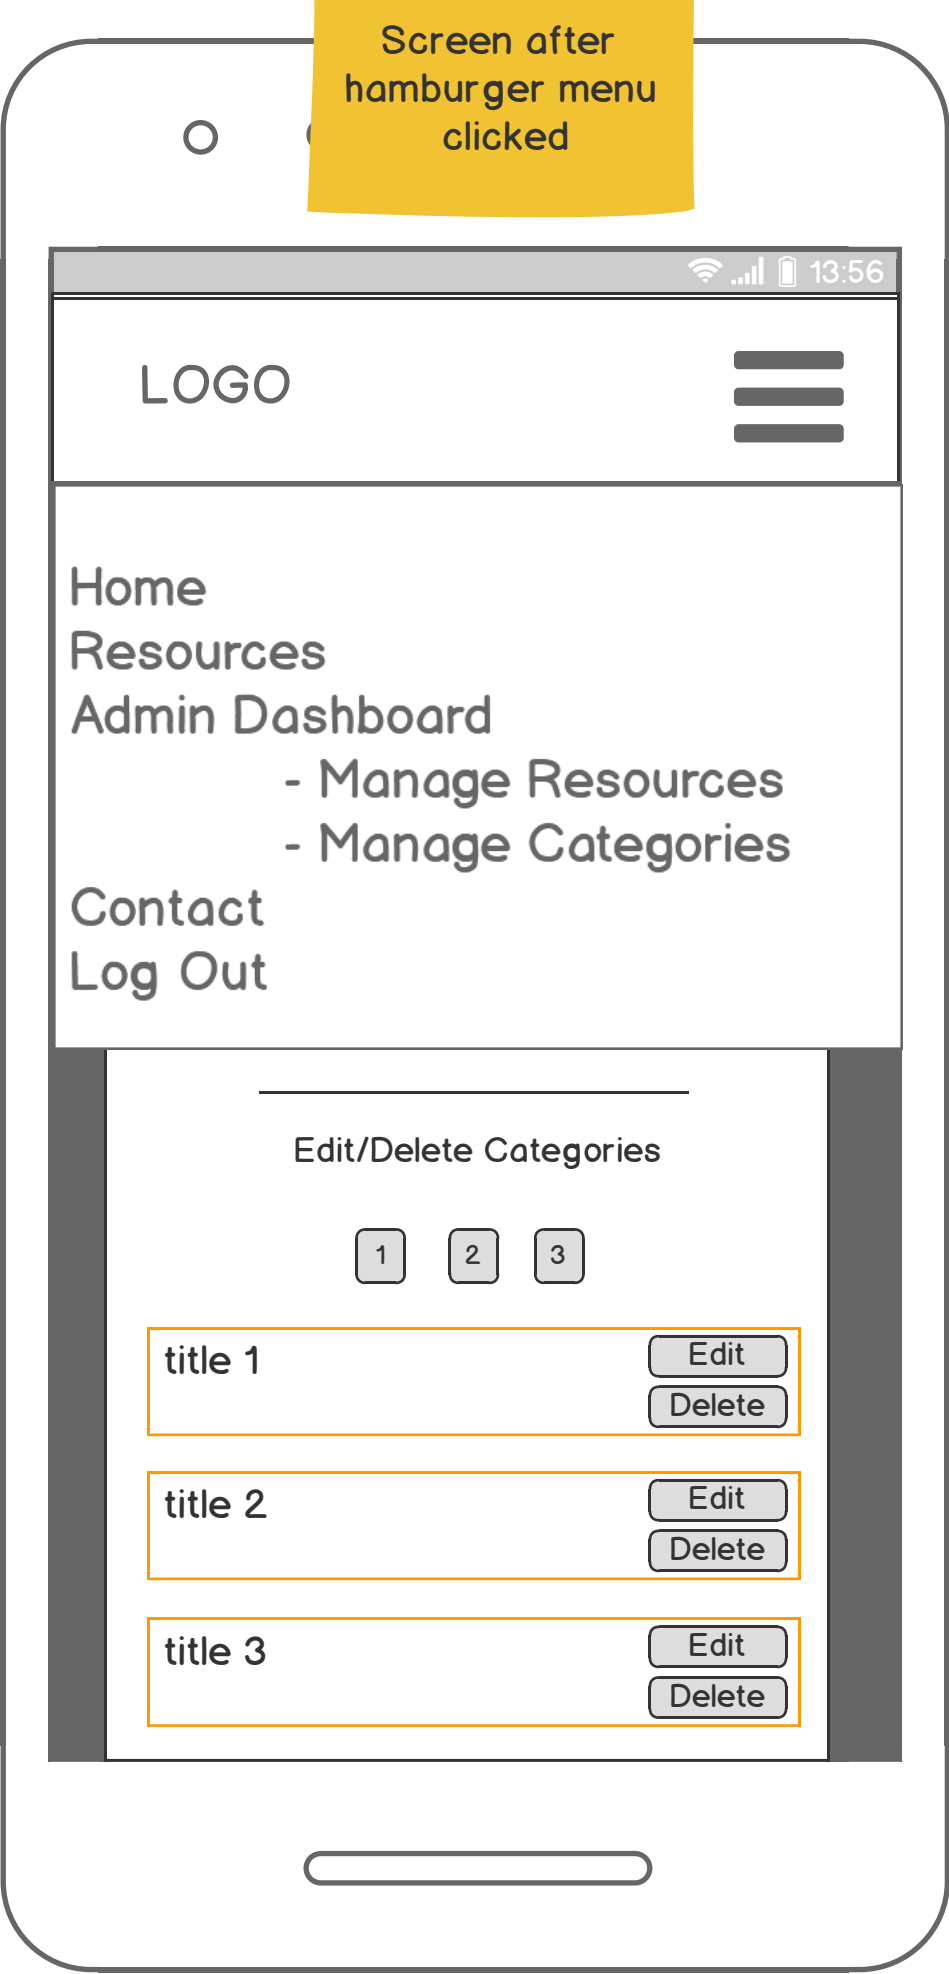 Screen after
hamburger menu
clicked
13:56
LOGO
Home
Resources
Admin Dashboard
- Manage Resources
- Manage Categories
Contact
Log Out
Edit/Delete Categories
1 2 3
title 1
Edit
Delete
title 2
Edit
Delete
title 3
Edit
Delete